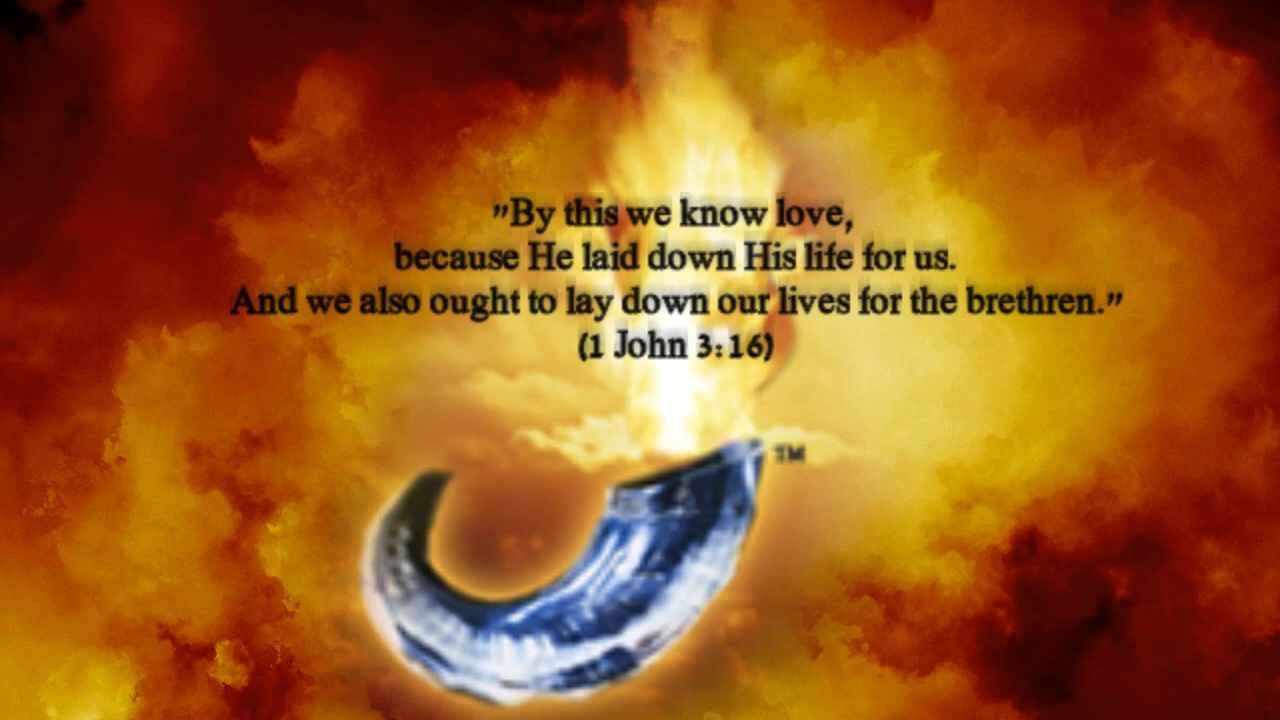 "By this we know love,
because He laid down His life for us.
And we also ought to lay down our lives for the brethren."
(1 John 3:16)
TM